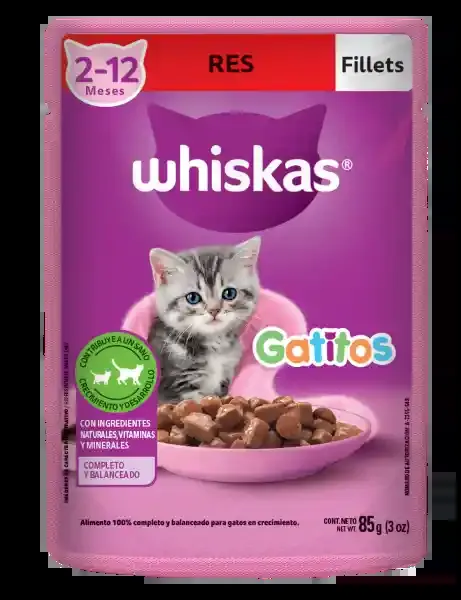 2-12
Meses
RES
Fillets
whiskas®
Gatitos
CONTRIBUYE A UN SANO
CRECIMIENTO Y DESARROLLO
CON INGREDIENTES
NATURALES, VITAMINAS
Y MINERALES
COMPLETO
Y BALANCEADO
Alimento 100% completo y balanceado para gatos en crecimiento.
CONT. NETO
NET WT.
85g (3 oz)